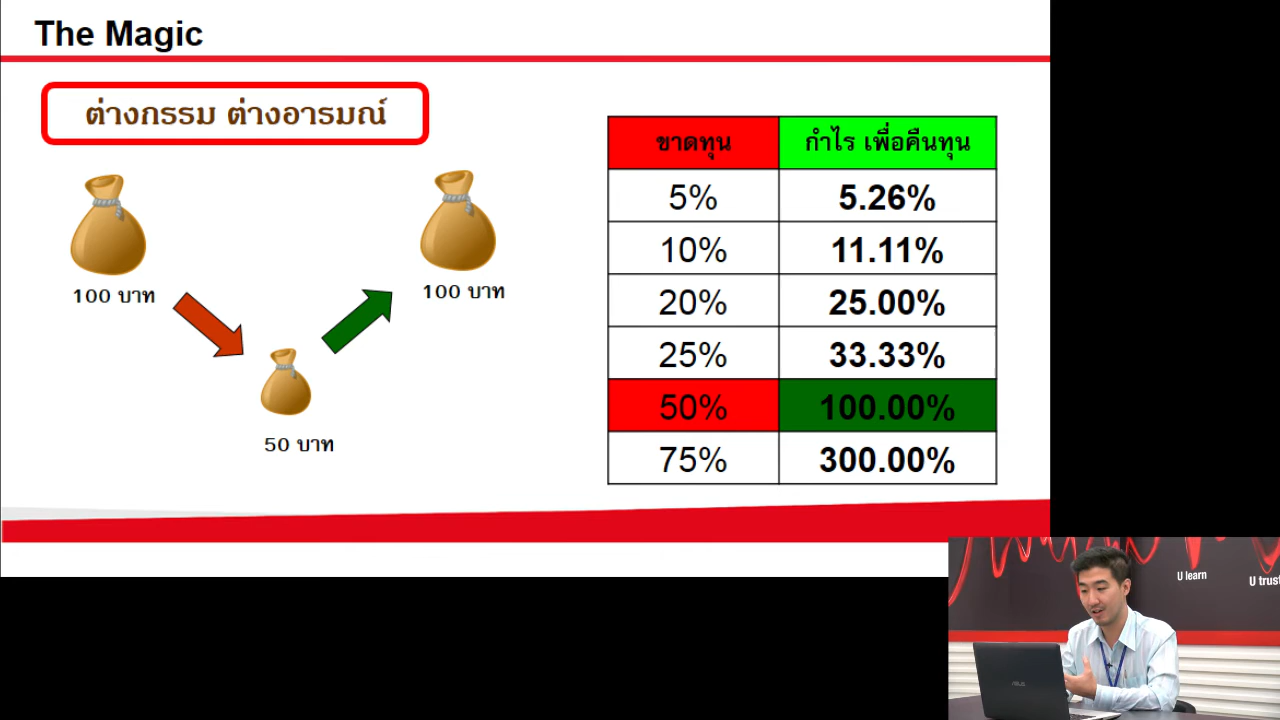 The Magic
ต่างกรรม ต่างอารมณ์
100 บาท
100 บาท
50 บาท
ขาดทุน กำไร เพื่อคืนทุน
5% 5.26%
10% 11.11%
20% 25.00%
25% 33.33%
50% 100.00%
75% 300.00%
U learn
U trust
ASUS